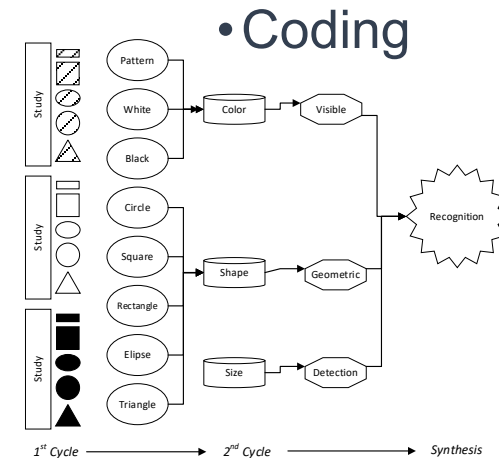 • Coding
Study
Study
Study
Pattern
White
Black
Circle
Square
Rectangle
Elipse
Triangle
Color
Shape
Size
Visible
Geometric
Detection
Recognition
1st Cycle
2nd Cycle
Synthesis